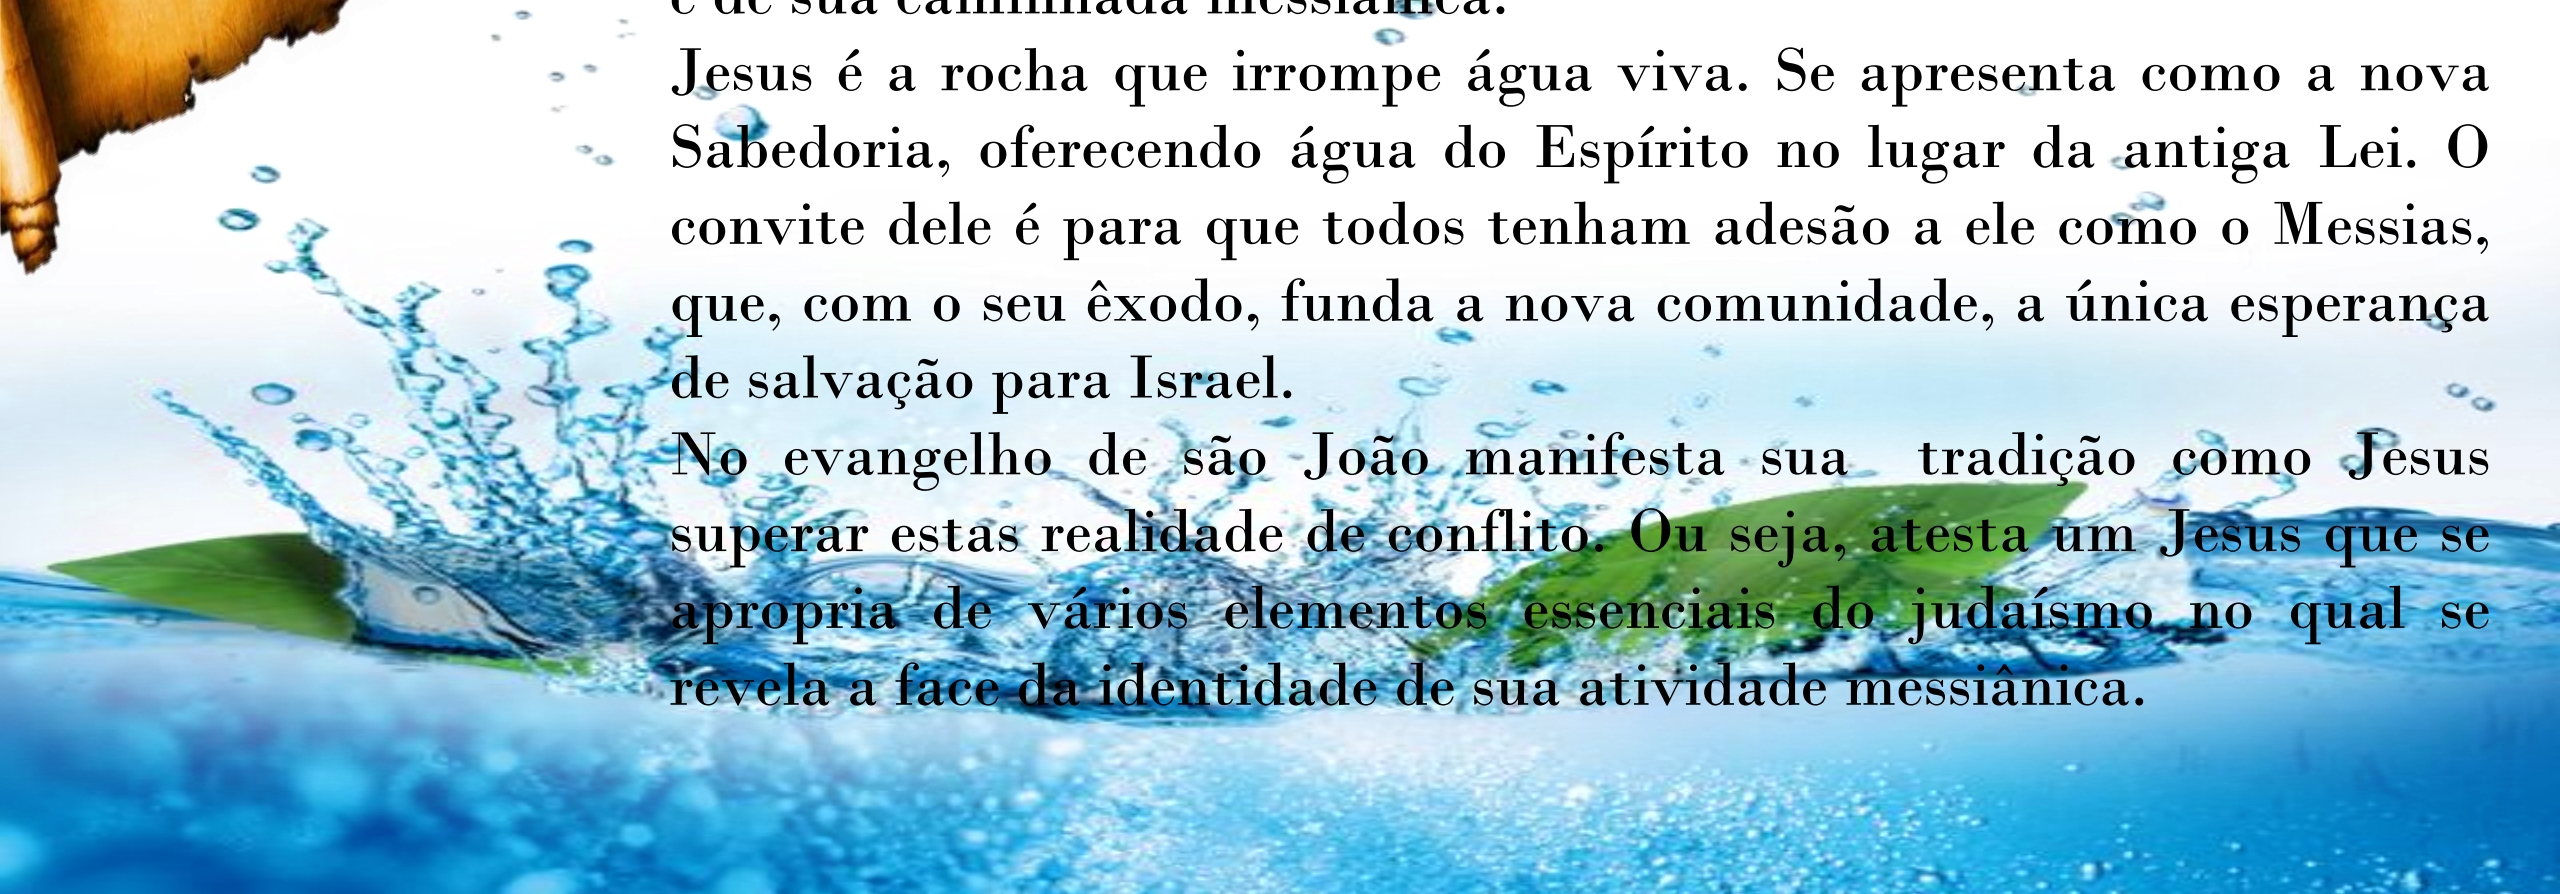 e de sua caminhada messiânica.
Jesus é a rocha que irrompe água viva. Se apresenta como a nova
Sabedoria, oferecendo água do Espírito no lugar da antiga Lei. O
convite dele é para que todos tenham adesão a ele como o Messias,
que, com o seu êxodo, funda a nova comunidade, a única esperança
de salvação para Israel.
No evangelho de são João manifesta sua tradição como Jesus
superar estas realidade de conflito. Ou seja, atesta um Jesus que se
apropria de vários elementos essenciais do judaísmo no qual se
revela a face da identidade de sua atividade messiânica.